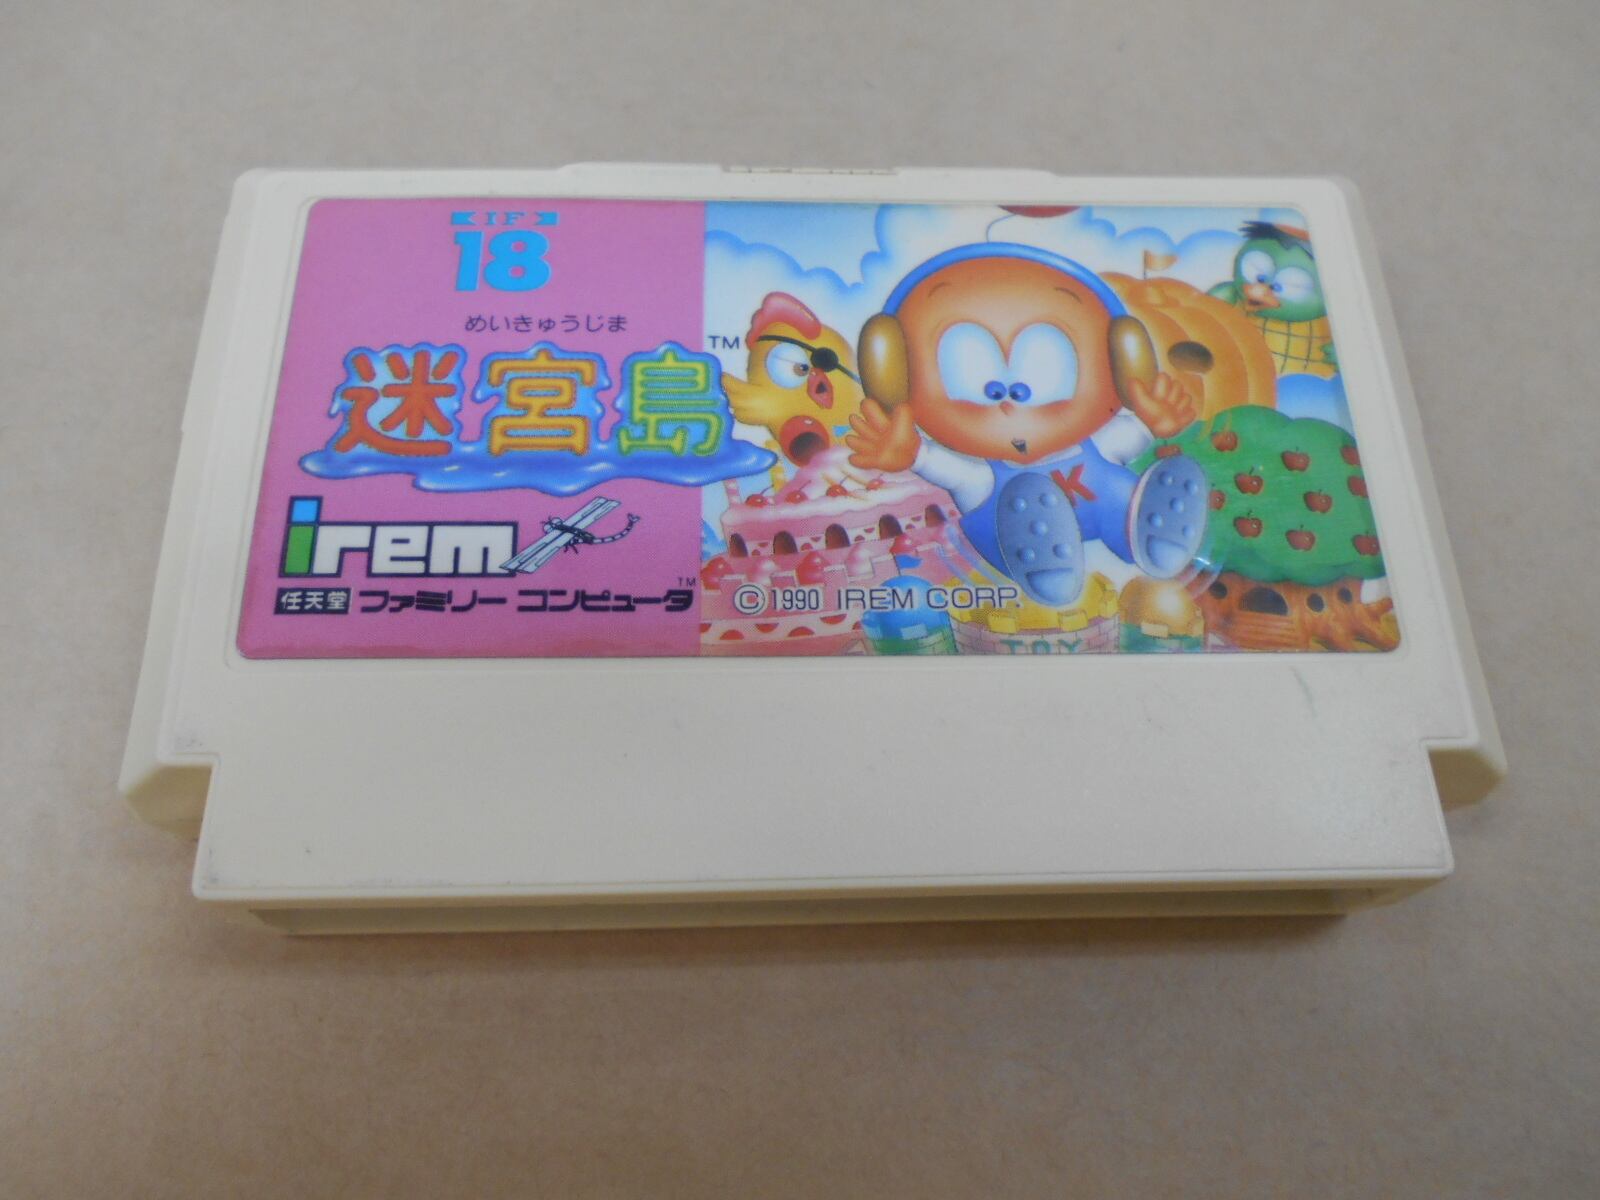 IF
18
めいきゅうじま
迷宮島
TM
irem
任天堂 ファミリーコンピュータ TM
© 1990 IREM CORP.
K
TOY